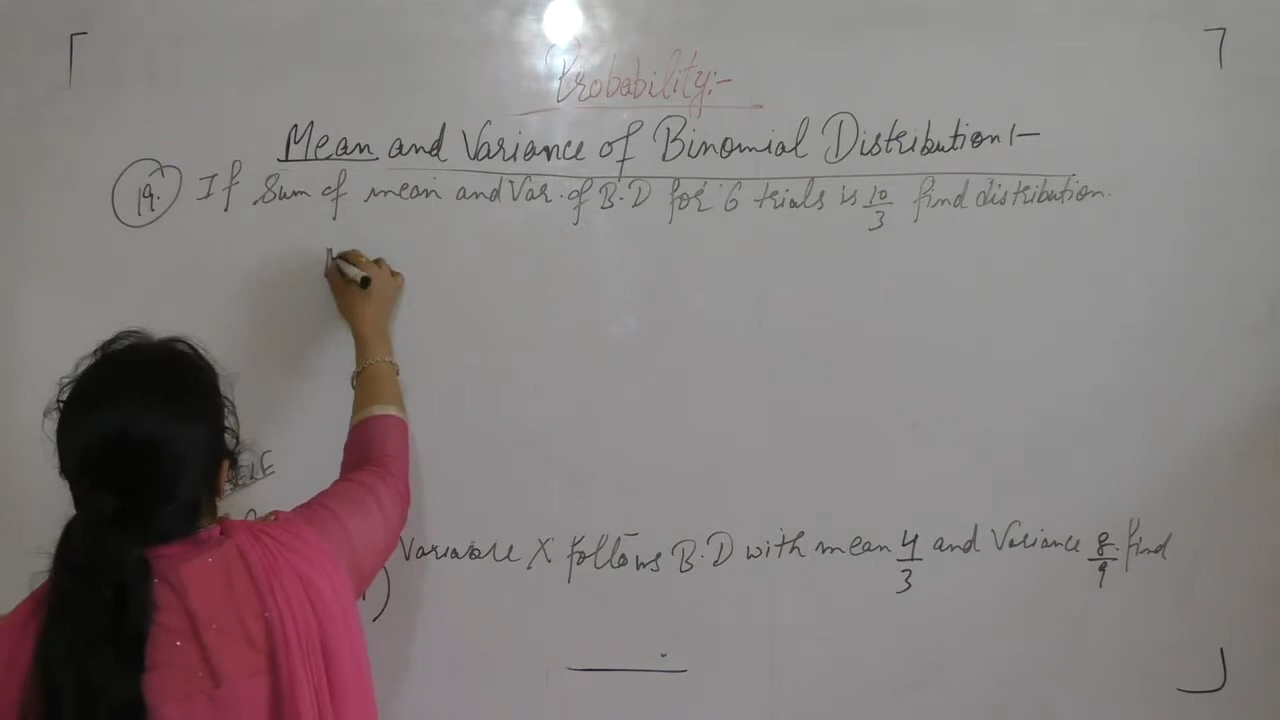 Probability:-
Mean and Variance of Binomial Distribution:-
19. If Sum of mean and Var. of B.D for 6 trials is 10/3 find distribution.
Variable X follows B.D with mean 4/3 and Variance 8/9. find